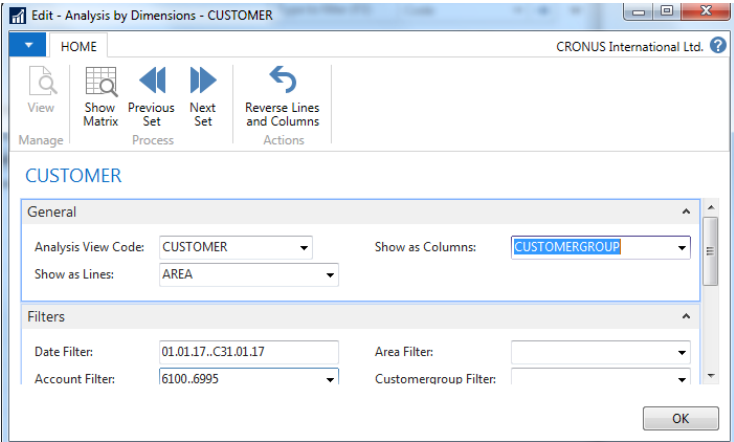 Edit - Analysis by Dimensions - CUSTOMER
HOME
CRONUS International Ltd.
View
Show Matrix
Previous Set
Next Set
Reverse Lines and Columns
Manage
Process
Actions
CUSTOMER
General
Analysis View Code: CUSTOMER
Show as Columns: CUSTOMERGROUP
Show as Lines: AREA
Filters
Date Filter: 01.01.17..C31.01.17
Area Filter:
Account Filter: 6100..6995
Customergroup Filter:
OK